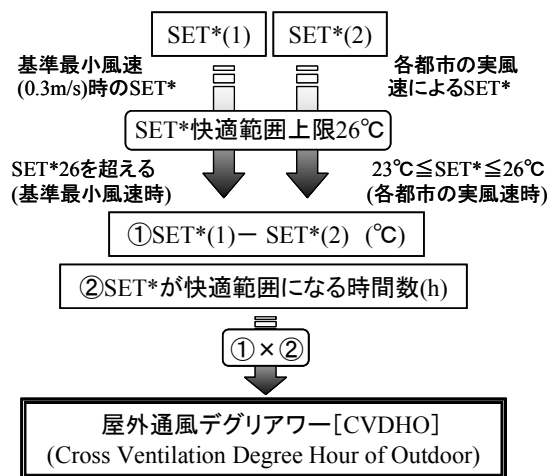 SET*(1) SET*(2)
基準最小風速
(0.3m/s)時のSET*
各都市の実風
速によるSET*
SET*快適範囲上限26℃
SET*26を超える
(基準最小風速時)
23℃≦SET*≦26℃
(各都市の実風速時)
①SET*(1)－ SET*(2) (℃)
②SET*が快適範囲になる時間数(h)
①×②
屋外通風デグリアワー[CVDHO]
(Cross Ventilation Degree Hour of Outdoor)